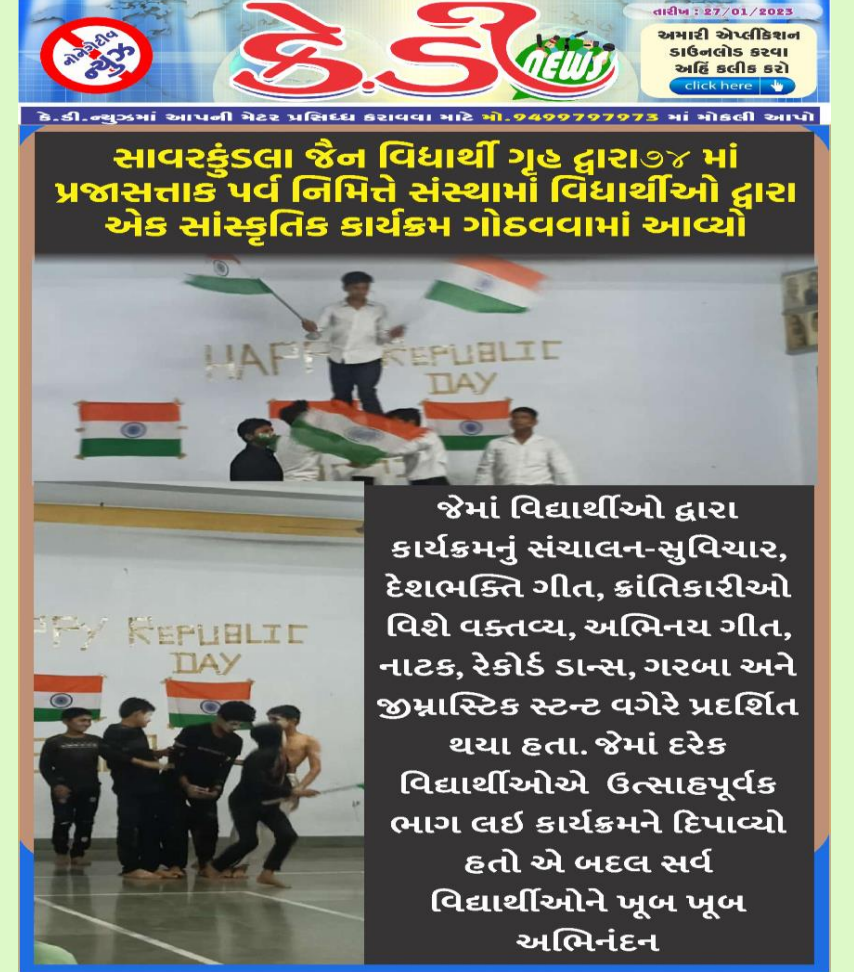 તારીખ : 27/01/2023
નોનેગેટીવ
ન્યુઝ
કે.ડી
NEWS
અમારી એપ્લીકેશન
ડાઉનલોડ કરવા
અહિં કલીક કરો
click here
કે.ડી.ન્યુઝમાં આપની મેટર પ્રસિધ્ધ કરાવવા માટે મો.9499797973 માં મોકલી આપો
સાવરકુંડલા જૈન વિધાર્થી ગૃહ દ્વારા૭૪ માં
પ્રજાસત્તાક પર્વ નિમિત્તે સંસ્થામાં વિધાર્થીઓ દ્વારા
એક સાંસ્કૃતિક કાર્યક્રમ ગોઠવવામાં આવ્યો
HAPPY REPUBLIC
DAY
જેમાં વિદ્યાર્થીઓ દ્વારા
કાર્યક્રમનું સંચાલન-સુવિચાર,
દેશભક્તિ ગીત, ક્રાંતિકારીઓ
વિશે વક્તવ્ય, અભિનય ગીત,
નાટક, રેકોર્ડ ડાન્સ, ગરબા અને
જીમ્નાસ્ટિક સ્ટન્ટ વગેરે પ્રદર્શિત
થયા હતા. જેમાં દરેક
વિદ્યાર્થીઓએ ઉત્સાહપૂર્વક
ભાગ લઇ કાર્યક્રમને દિપાવ્યો
હતો એ બદલ સર્વ
વિદ્યાર્થીઓને ખૂબ ખૂબ
અભિનંદન
PPY REPUBLIC
DAY